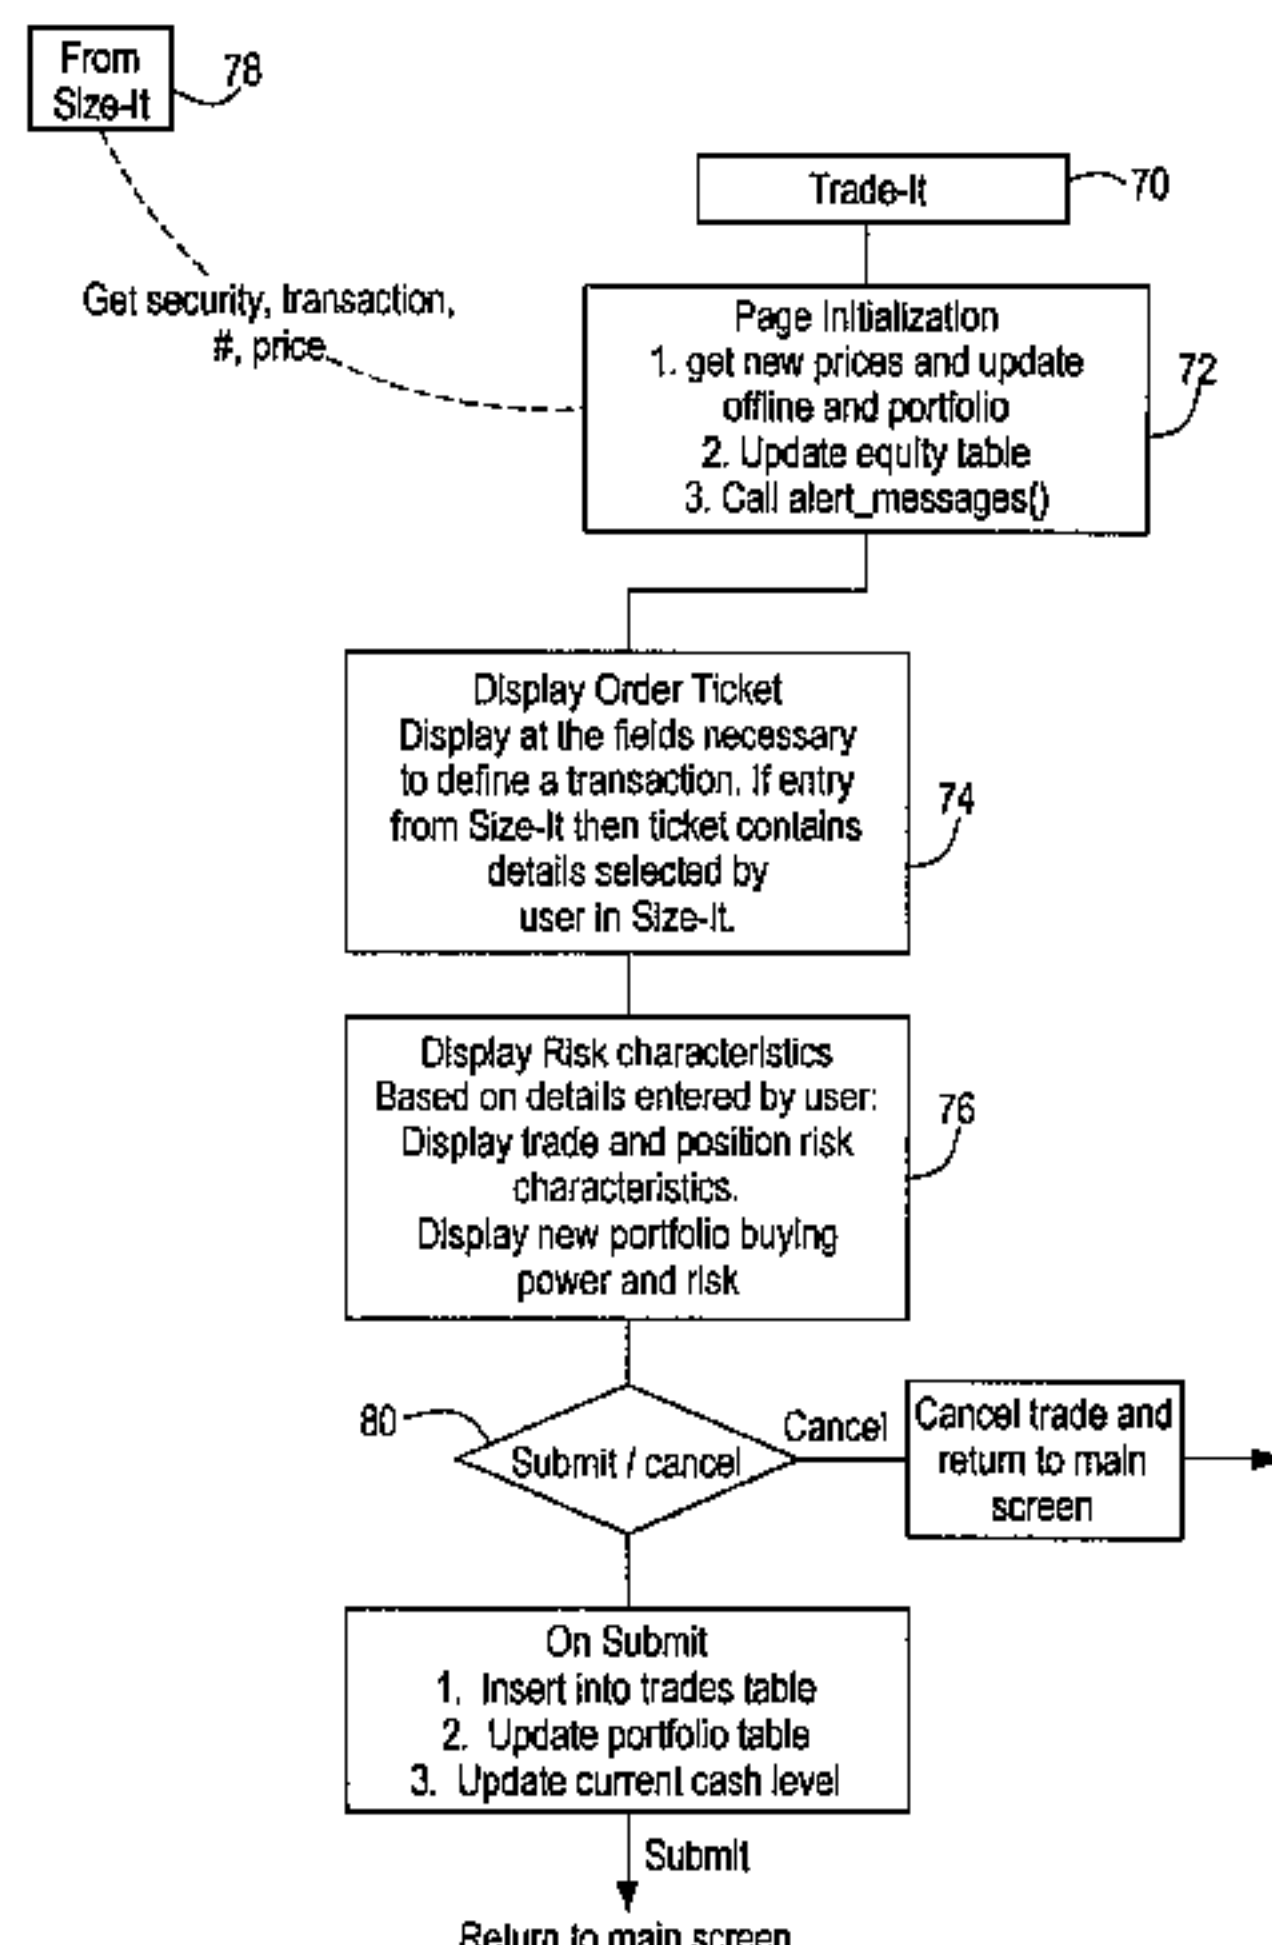 From
Size-It
78
Trade-It
70
Get security, transaction,
#, price
Page Initialization
1. get new prices and update
offline and portfolio
2. Update equity table
3. Call alert_messages()
72
Display Order Ticket
Display at the fields necessary
to define a transaction. If entry
from Size-It then ticket contains
details selected by
user in Size-It.
74
Display Risk characteristics
Based on details entered by user:
Display trade and position risk
characteristics.
Display new portfolio buying
power and risk
76
80
Submit / cancel
Cancel
Cancel trade and
return to main
screen
On Submit
1. Insert into trades table
2. Update portfolio table
3. Update current cash level
Submit
Return to main screen